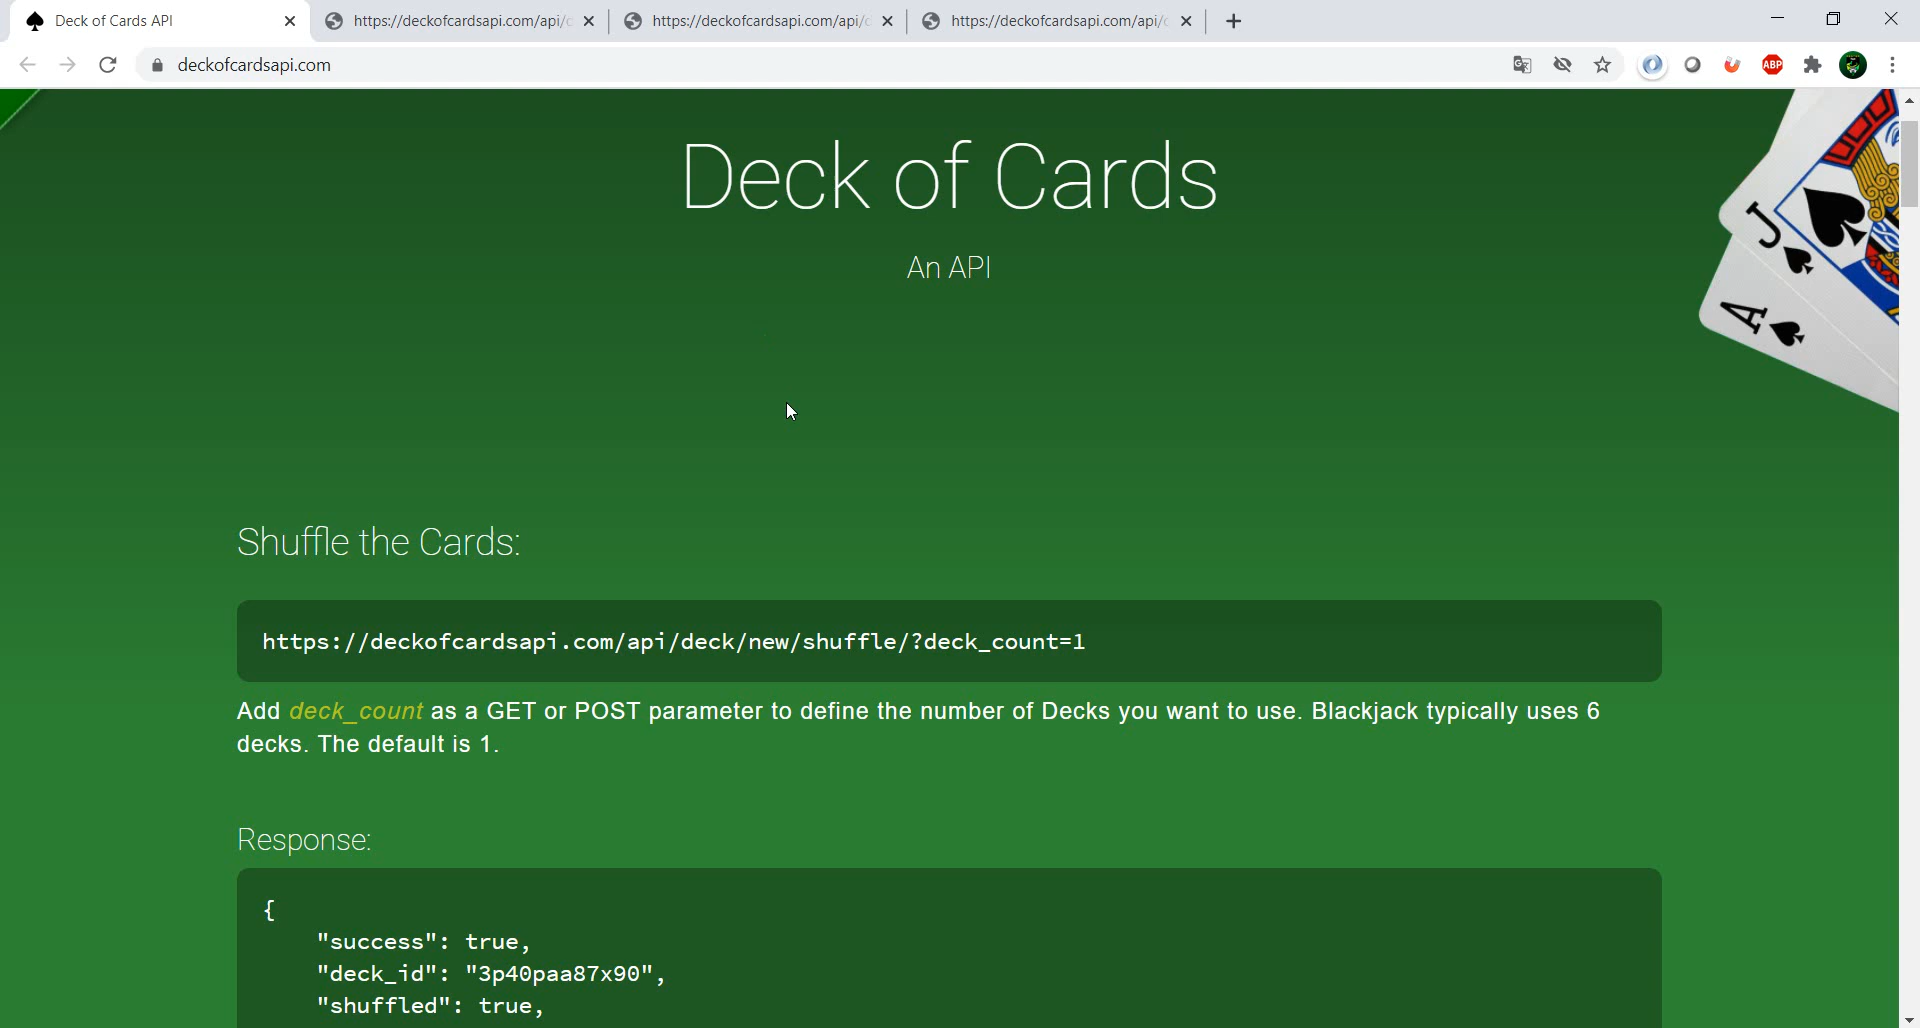 Deck of Cards API
https://deckofcardsapi.com/api/
https://deckofcardsapi.com/api/
https://deckofcardsapi.com/api/
deckofcardsapi.com
ABP
Deck of Cards
An API
J
A
Shuffle the Cards:
https://deckofcardsapi.com/api/deck/new/shuffle/?deck_count=1
Add deck_count as a GET or POST parameter to define the number of Decks you want to use. Blackjack typically uses 6
decks. The default is 1.
Response:
{
"success": true,
"deck_id": "3p40paa87x90",
"shuffled": true,